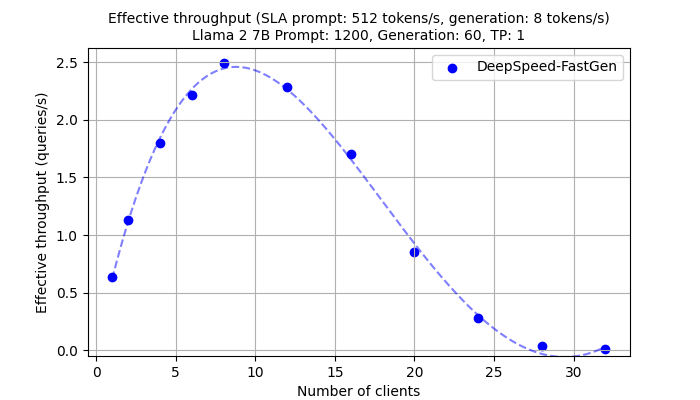 Effective throughput (SLA prompt: 512 tokens/s, generation: 8 tokens/s)
Llama 2 7B Prompt: 1200, Generation: 60, TP: 1
DeepSpeed-FastGen
Effective throughput (queries/s)
2.5
2.0
1.5
1.0
0.5
0.0
0 5 10 15 20 25 30
Number of clients